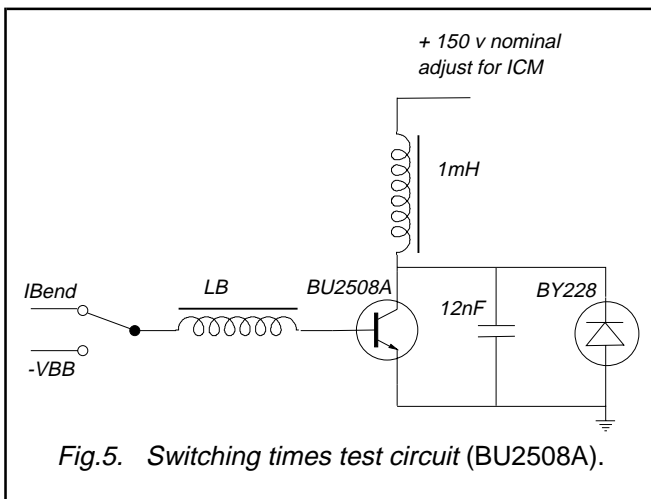 + 150 v nominal
adjust for ICM
1mH
IBend
LB
BU2508A
12nF
BY228
-VBB
Fig.5. Switching times test circuit (BU2508A).